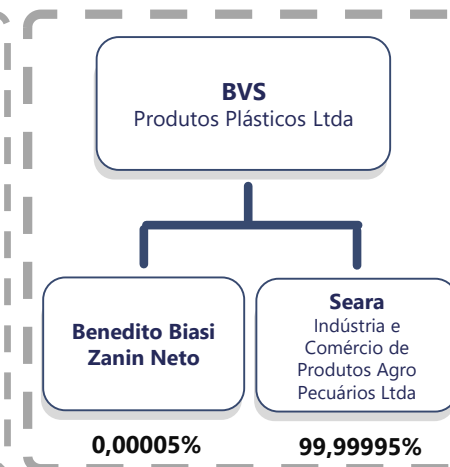 BVS
Produtos Plásticos Ltda
Benedito Biasi
Zanin Neto
Seara
Indústria e
Comércio de
Produtos Agro
Pecuários Ltda
0,00005%
99,99995%